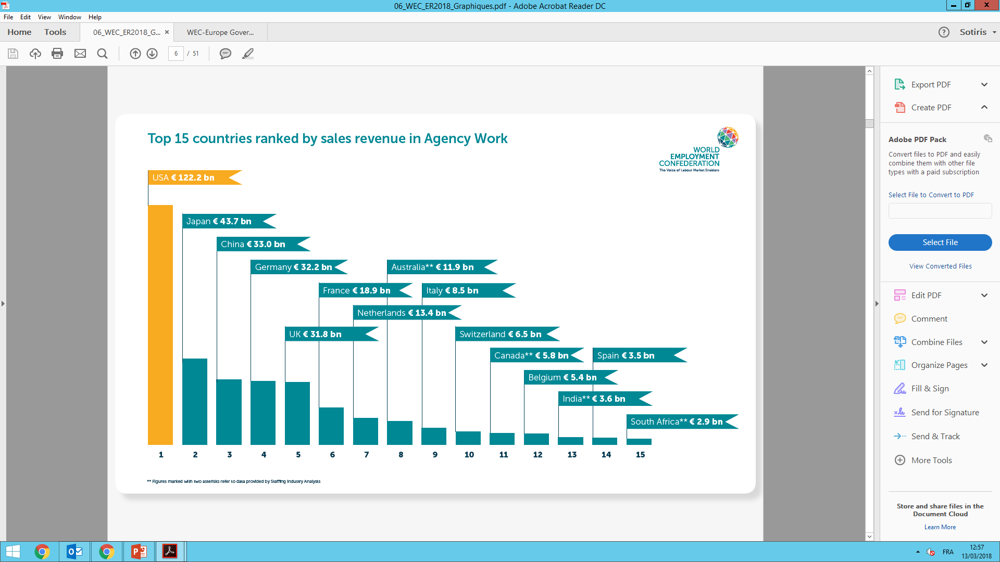 06_WEC_ER2018_Graphiques.pdf - Adobe Acrobat Reader DC
File Edit View Window Help
Home Tools 06_WEC_ER2018_G... × WEC-Europe Gover... Sotiris
6 / 51
Top 15 countries ranked by sales revenue in Agency Work
WORLD
EMPLOYMENT
CONFEDERATION
The Voice of Labour Market Enablers
USA € 122.2 bn
Japan € 43.7 bn
China € 33.0 bn
Germany € 32.2 bn
Australia** € 11.9 bn
France € 18.9 bn
Italy € 8.5 bn
Netherlands € 13.4 bn
UK € 31.8 bn
Switzerland € 6.5 bn
Canada** € 5.8 bn
Spain € 3.5 bn
Belgium € 5.4 bn
India** € 3.6 bn
South Africa** € 2.9 bn
1 2 3 4 5 6 7 8 9 10 11 12 13 14 15
** Figures marked with two asterisks refer to data provided by Staffing Industry Analysts
Export PDF
Create PDF
Adobe PDF Pack
Convert files to PDF and easily
combine them with other file
types with a paid subscription
Select File to Convert to PDF
Select File
View Converted Files
Edit PDF
Comment
Combine Files
Organize Pages
Fill & Sign
Send for Signature
Send & Track
More Tools
Store and share files in the
Document Cloud
Learn More
FRA
12:57
13/03/2018